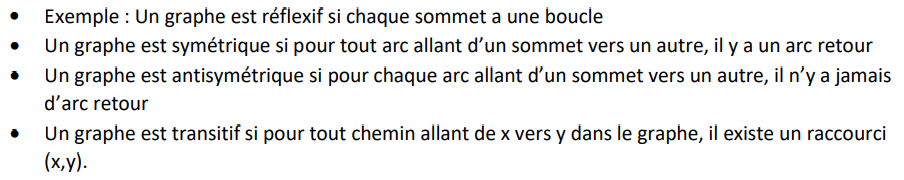 • Exemple : Un graphe est réflexif si chaque sommet a une boucle
• Un graphe est symétrique si pour tout arc allant d’un sommet vers un autre, il y a un arc retour
• Un graphe est antisymétrique si pour chaque arc allant d’un sommet vers un autre, il n’y a jamais
d’arc retour
• Un graphe est transitif si pour tout chemin allant de x vers y dans le graphe, il existe un raccourci
(x,y).